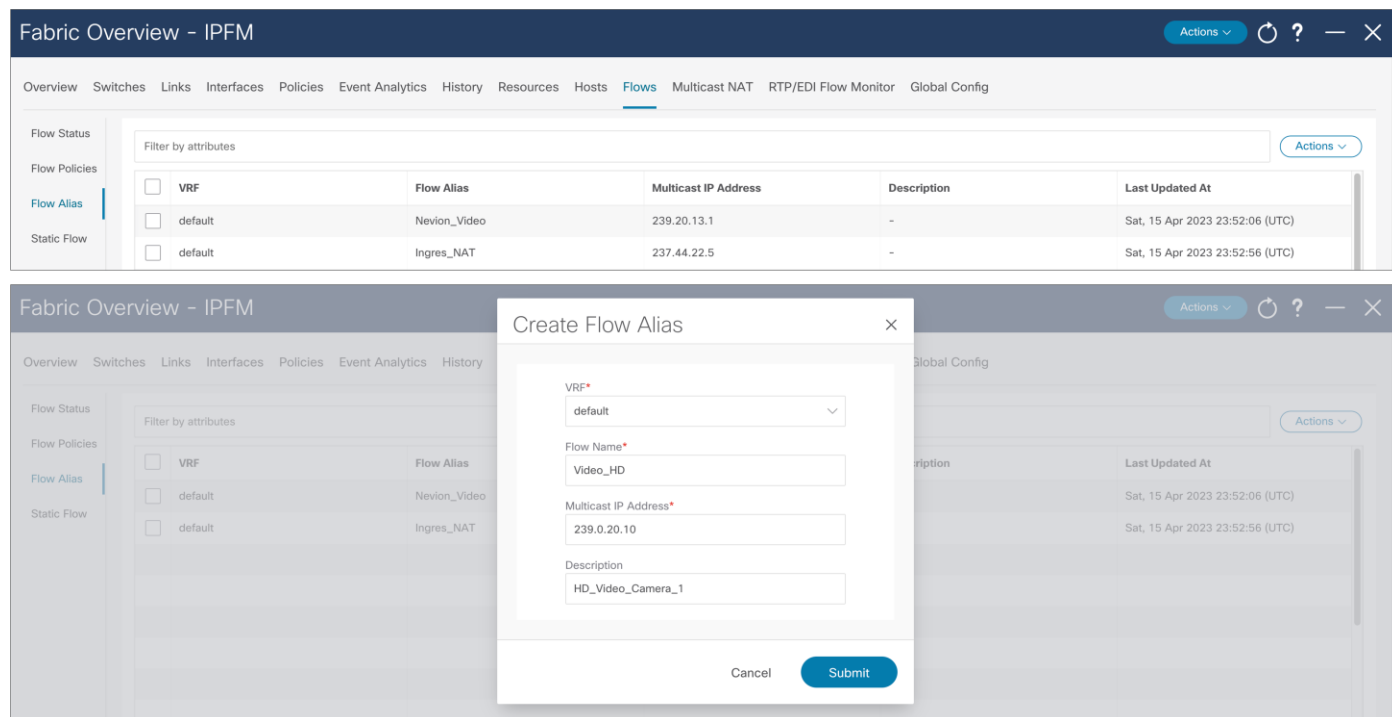 Fabric Overview - IPFM
Actions
?
Overview Switches Links Interfaces Policies Event Analytics History Resources Hosts Flows Multicast NAT RTP/EDI Flow Monitor Global Config
Flow Status
Flow Policies
Flow Alias
Static Flow
Filter by attributes
Actions
VRF Flow Alias Multicast IP Address Description Last Updated At
default Nevion_Video 239.20.13.1 - Sat, 15 Apr 2023 23:52:06 (UTC)
default Ingres_NAT 237.44.22.5 - Sat, 15 Apr 2023 23:52:56 (UTC)
Fabric Overview - IPFM
Actions
?
Overview Switches Links Interfaces Policies Event Analytics History
Global Config
Flow Status
Flow Policies
Flow Alias
Static Flow
Filter by attributes
Actions
VRF Flow Alias cription Last Updated At
default Nevion_Video Sat, 15 Apr 2023 23:52:06 (UTC)
default Ingres_NAT Sat, 15 Apr 2023 23:52:56 (UTC)
Create Flow Alias
VRF*
default
Flow Name*
Video_HD
Multicast IP Address*
239.0.20.10
Description
HD_Video_Camera_1
Cancel Submit